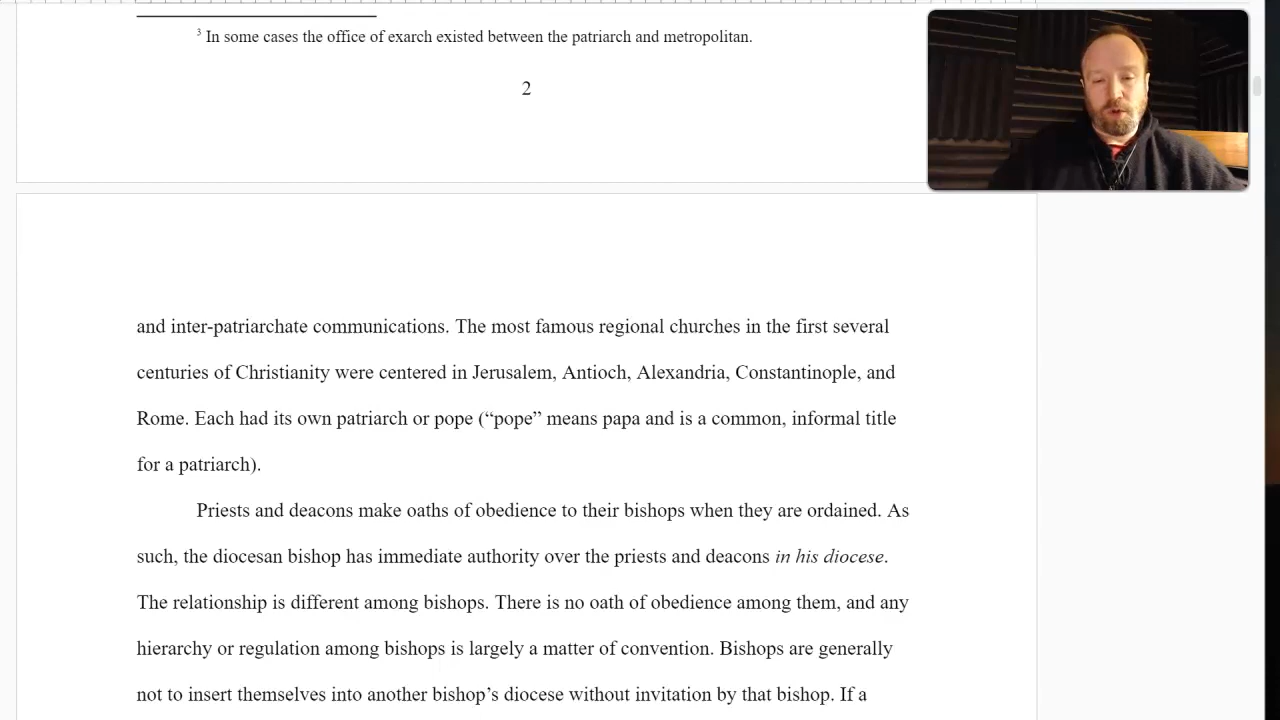 3 In some cases the office of exarch existed between the patriarch and metropolitan.
2
and inter-patriarchate communications. The most famous regional churches in the first several
centuries of Christianity were centered in Jerusalem, Antioch, Alexandria, Constantinople, and
Rome. Each had its own patriarch or pope (“pope” means papa and is a common, informal title
for a patriarch).
Priests and deacons make oaths of obedience to their bishops when they are ordained. As
such, the diocesan bishop has immediate authority over the priests and deacons in his diocese.
The relationship is different among bishops. There is no oath of obedience among them, and any
hierarchy or regulation among bishops is largely a matter of convention. Bishops are generally
not to insert themselves into another bishop’s diocese without invitation by that bishop. If a